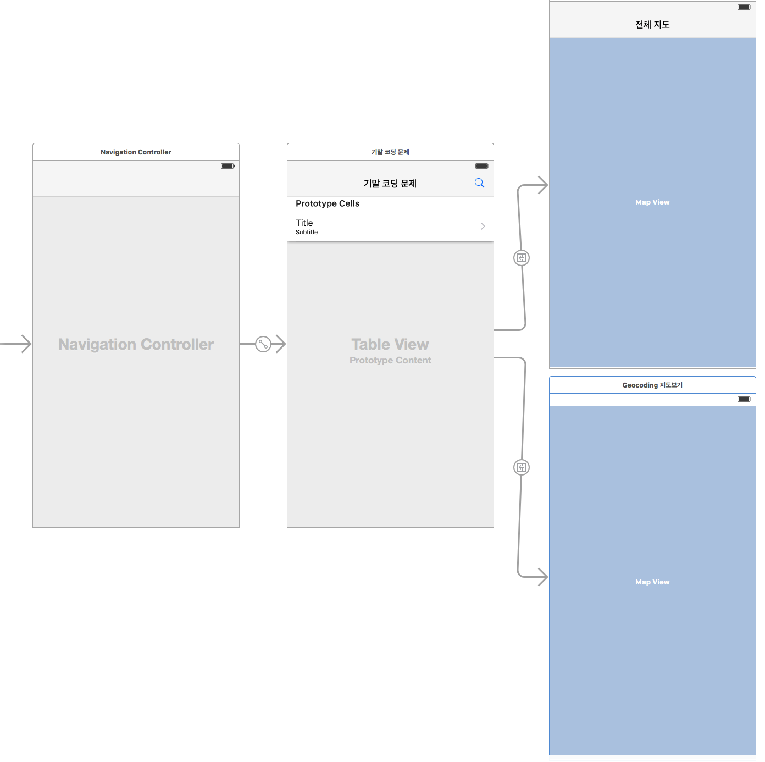 전체 지도
Map View
Navigation Controller
Navigation Controller
기말 코딩 문제
기말 코딩 문제
Prototype Cells
Title
Subtitle
Table View
Prototype Content
Geocoding 지도보기
Map View